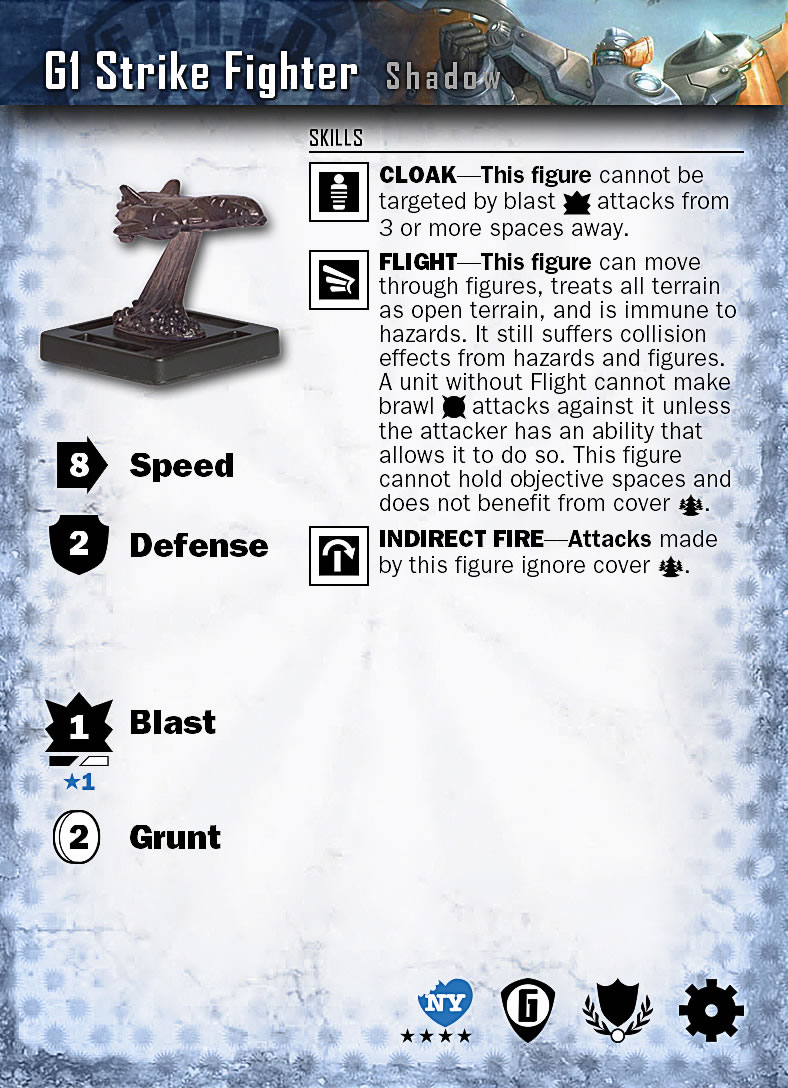 G1 Strike Fighter Shadow
SKILLS
CLOAK—This figure cannot be
targeted by blast attacks from
3 or more spaces away.
FLIGHT—This figure can move
through figures, treats all terrain
as open terrain, and is immune to
hazards. It still suffers collision
effects from hazards and figures.
A unit without Flight cannot make
brawl attacks against it unless
the attacker has an ability that
allows it to do so. This figure
cannot hold objective spaces and
does not benefit from cover .
INDIRECT FIRE—Attacks made
by this figure ignore cover .
8 Speed
2 Defense
1 Blast
★1
2 Grunt
NY
★★★★
G